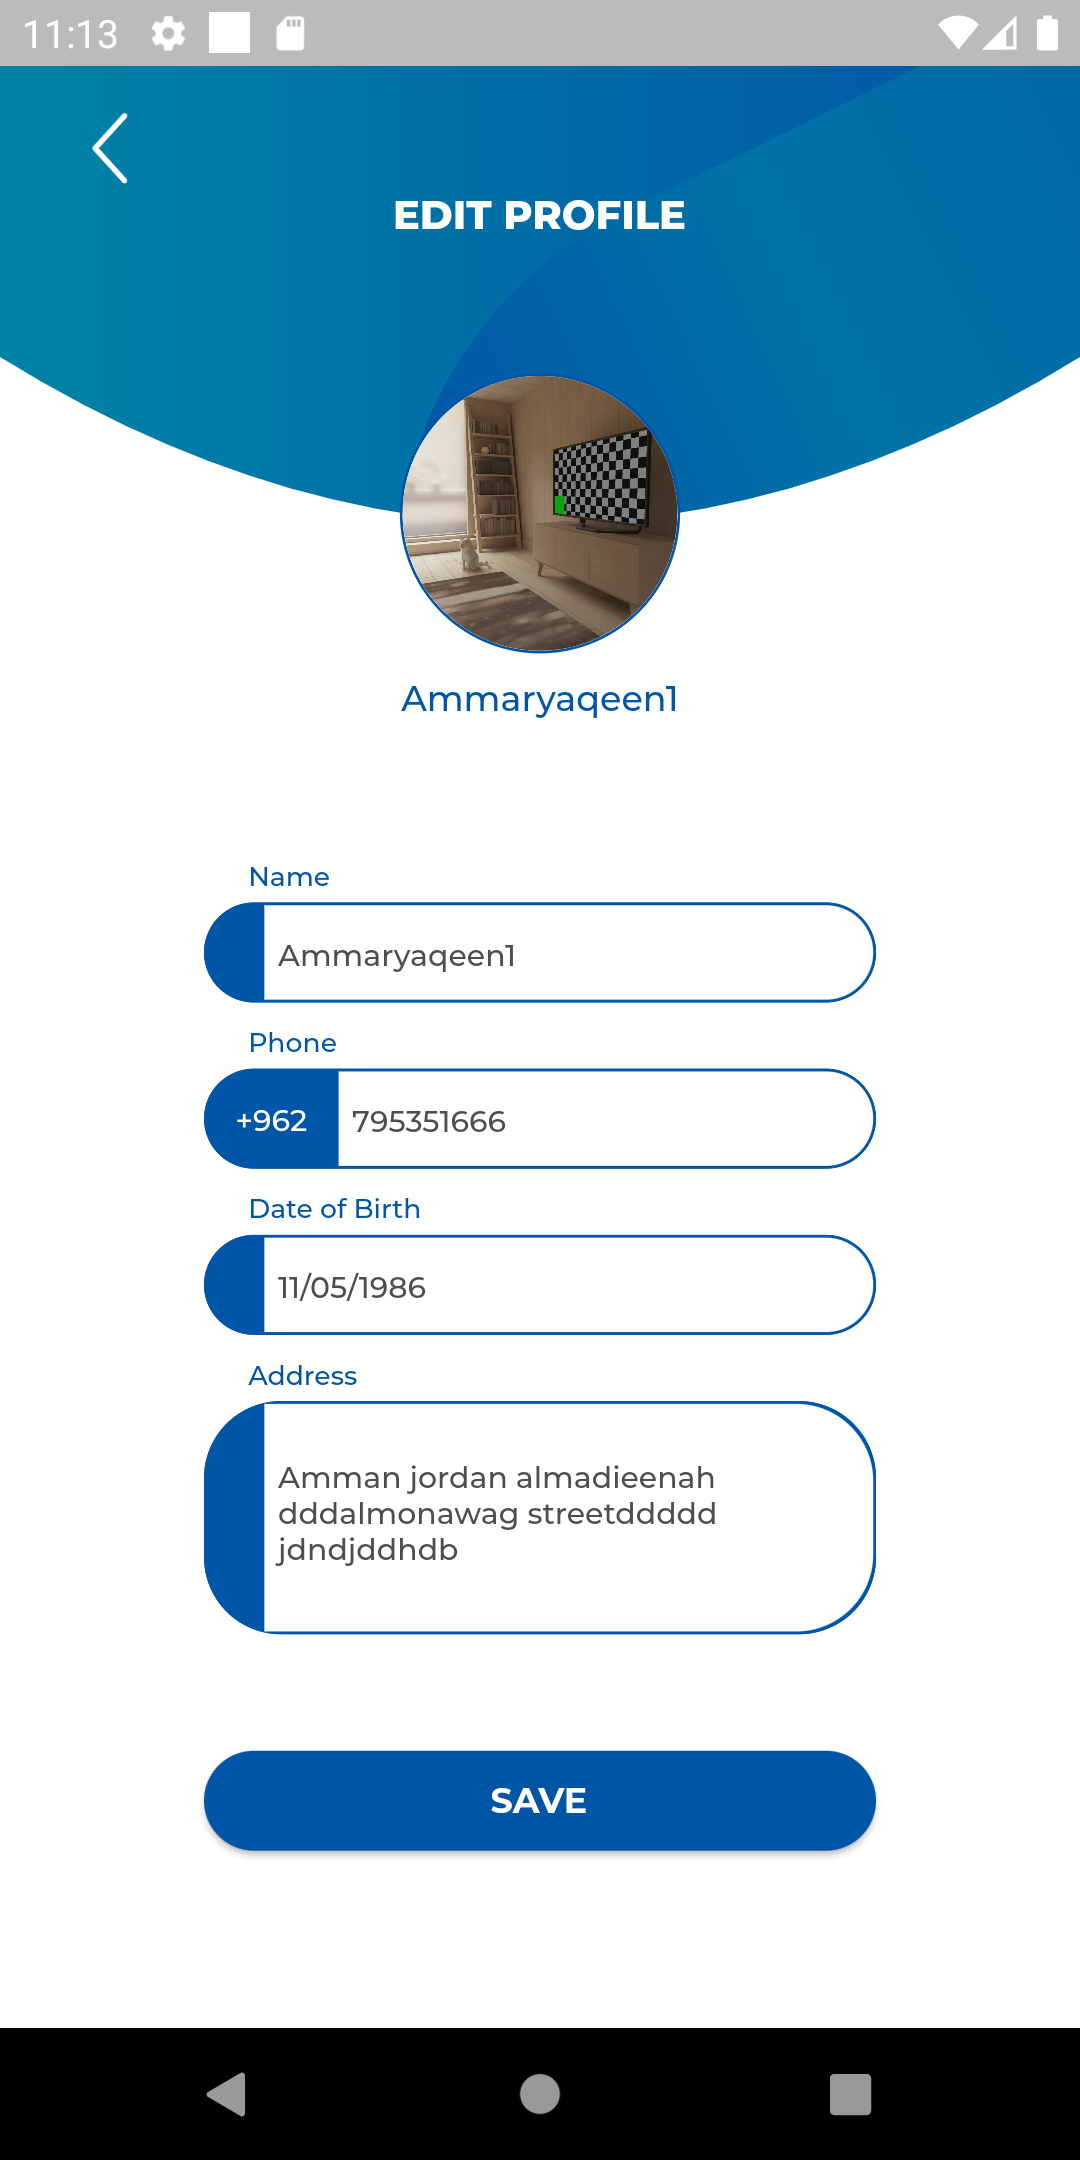 11:13
EDIT PROFILE
Ammaryaqeen1
Name
Ammaryaqeen1
Phone
+962 795351666
Date of Birth
11/05/1986
Address
Amman jordan almadieenah
dddalmonawag streetddddd
jdndjddhdb
SAVE